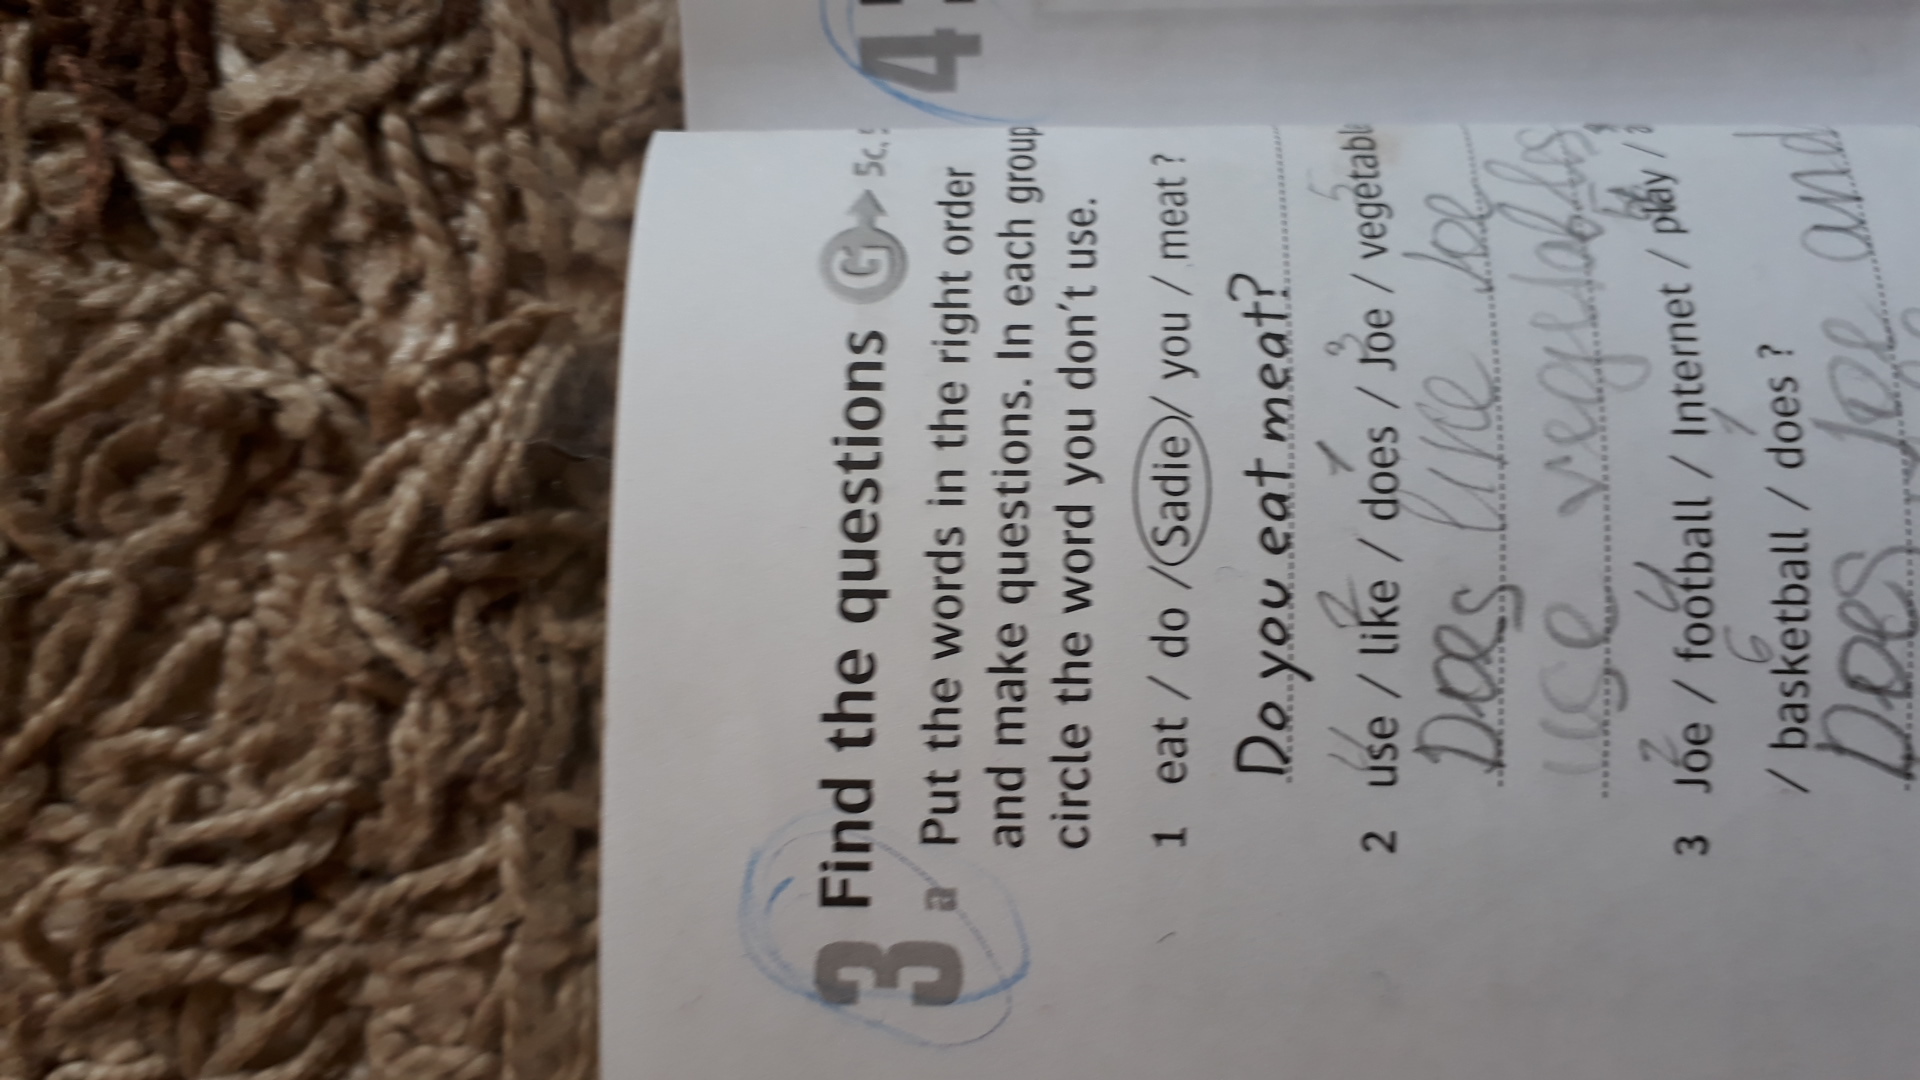 3 Find the questions G → 5c,
a Put the words in the right order
and make questions. In each group
circle the word you don't use.
1 eat / do / Sadie / you / meat ?
Do you eat meat?
2 use / like / does / Joe / vegetabl
Does like Joe
use vegetables
3 Joe / football / Internet / play /
/ basketball / does ?
Does Joe and
4